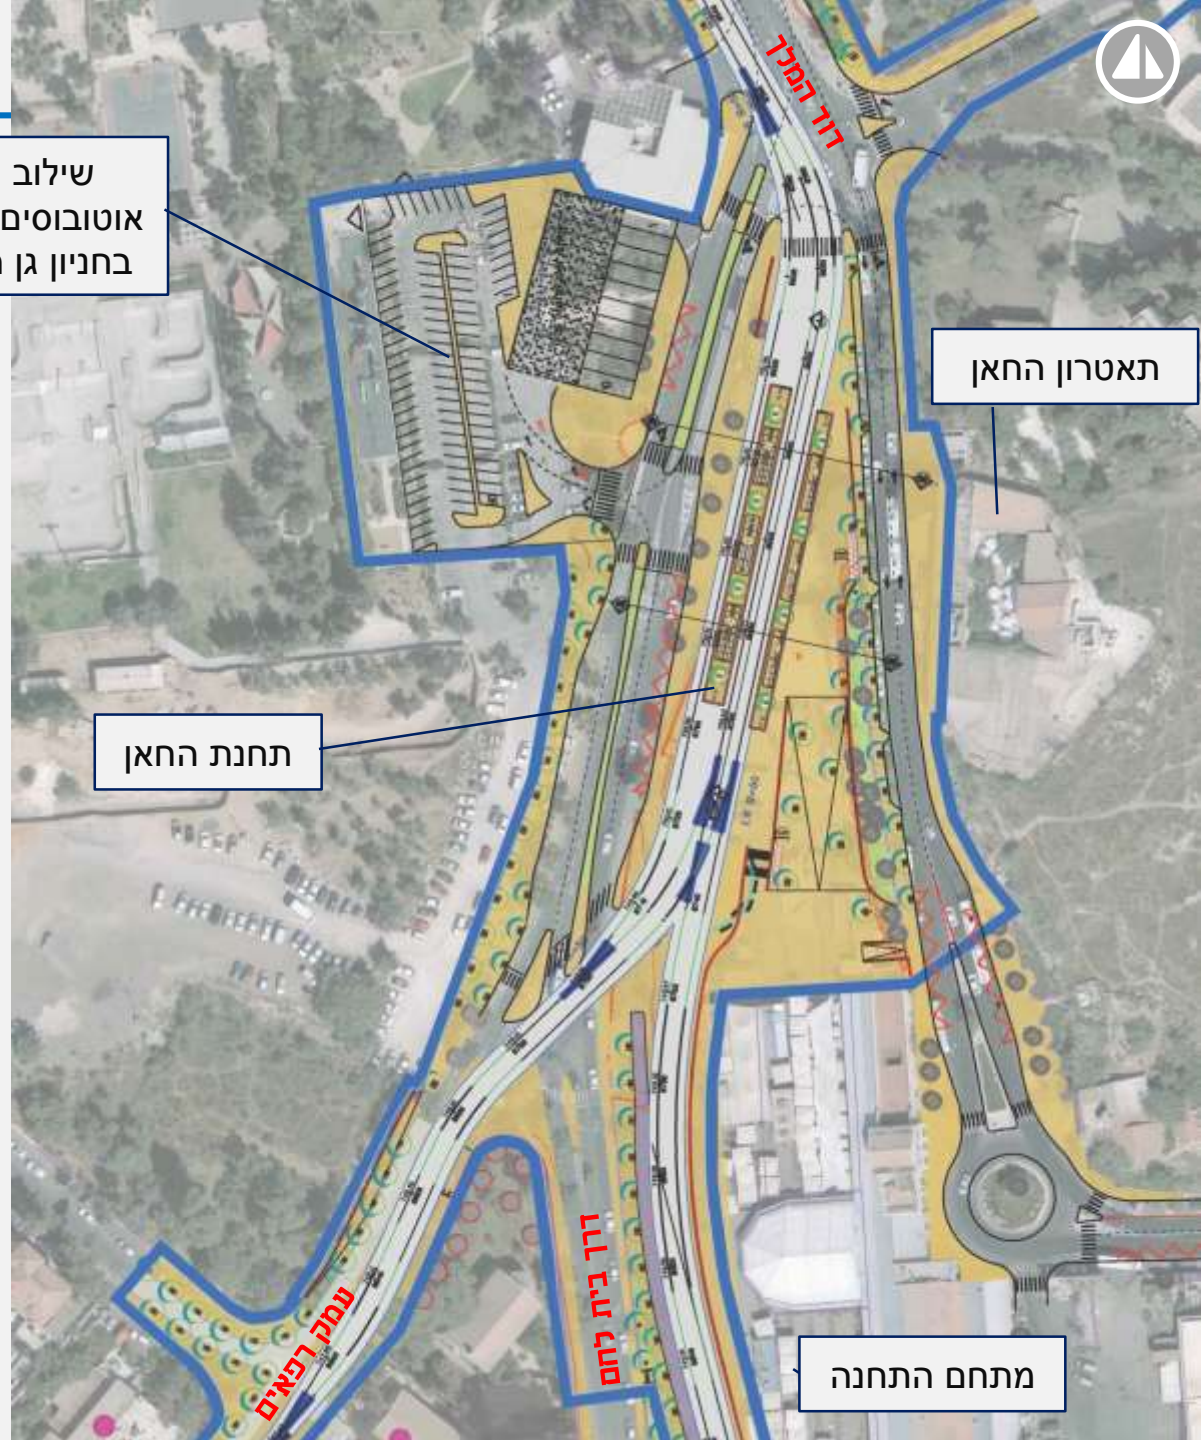 דוד המלך
שילוב
אוטובוסים
בחניון גן
תאטרון החאן
תחנת החאן
דרך בית לחם
עמק רפאים
מתחם התחנה